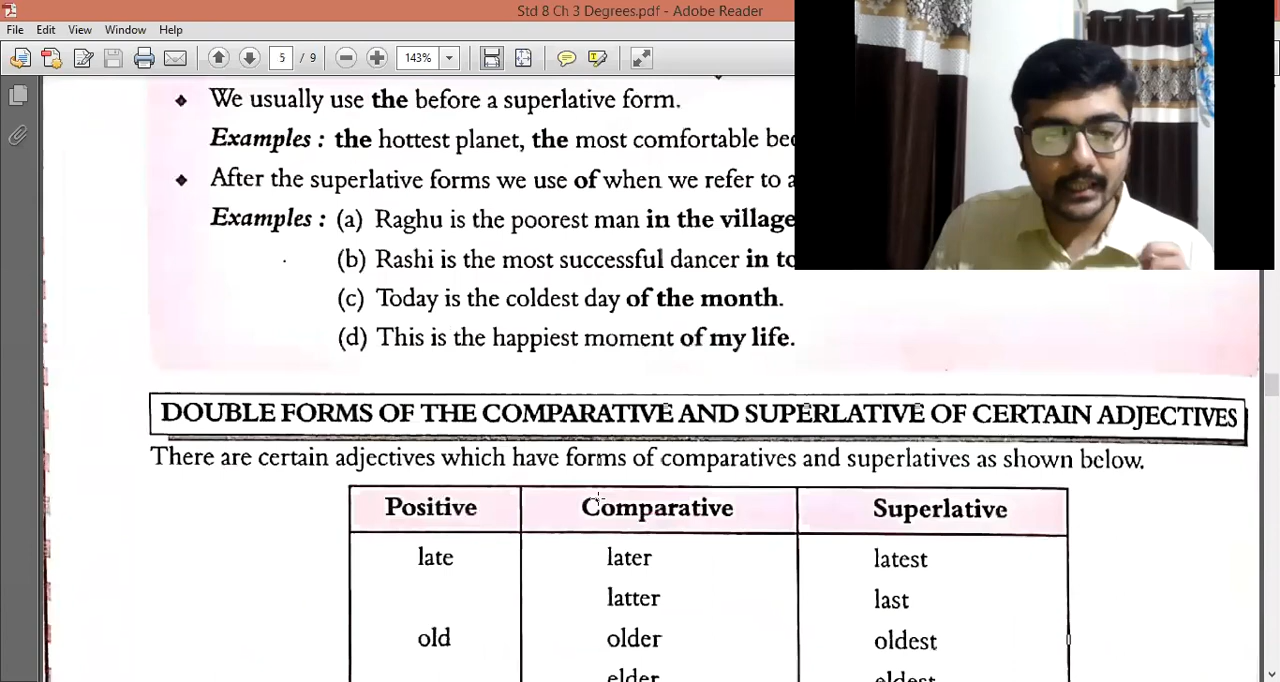 Std 8 Ch 3 Degrees.pdf - Adobe Reader
File Edit View Window Help
5 / 9 143%
❖ We usually use the before a superlative form.
Examples : the hottest planet, the most comfortable
❖ After the superlative forms we use of when we refer to
Examples : (a) Raghu is the poorest man in the village
(b) Rashi is the most successful dancer in
(c) Today is the coldest day of the month.
(d) This is the happiest moment of my life.
DOUBLE FORMS OF THE COMPARATIVE AND SUPERLATIVE OF CERTAIN ADJECTIVES
There are certain adjectives which have forms of comparatives and superlatives as shown below.
Positive Comparative Superlative
late later latest
latter last
old older oldest
elder eldest